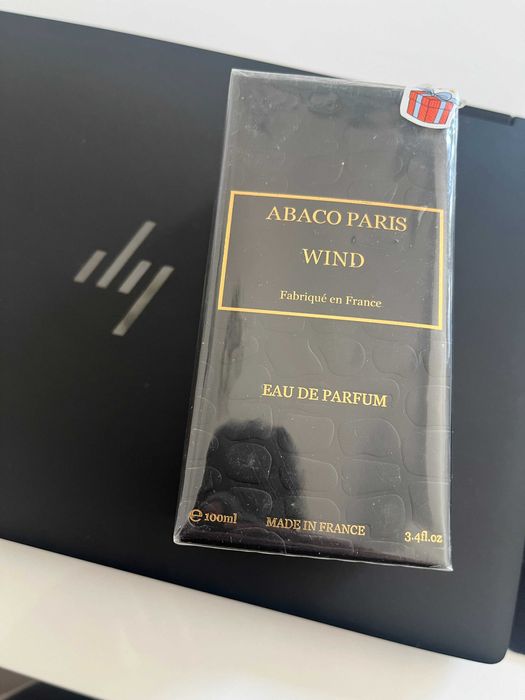 ABACO PARIS
WIND
Fabriqué en France
EAU DE PARFUM
℮ 100ml
MADE IN FRANCE
3.4fl.oz